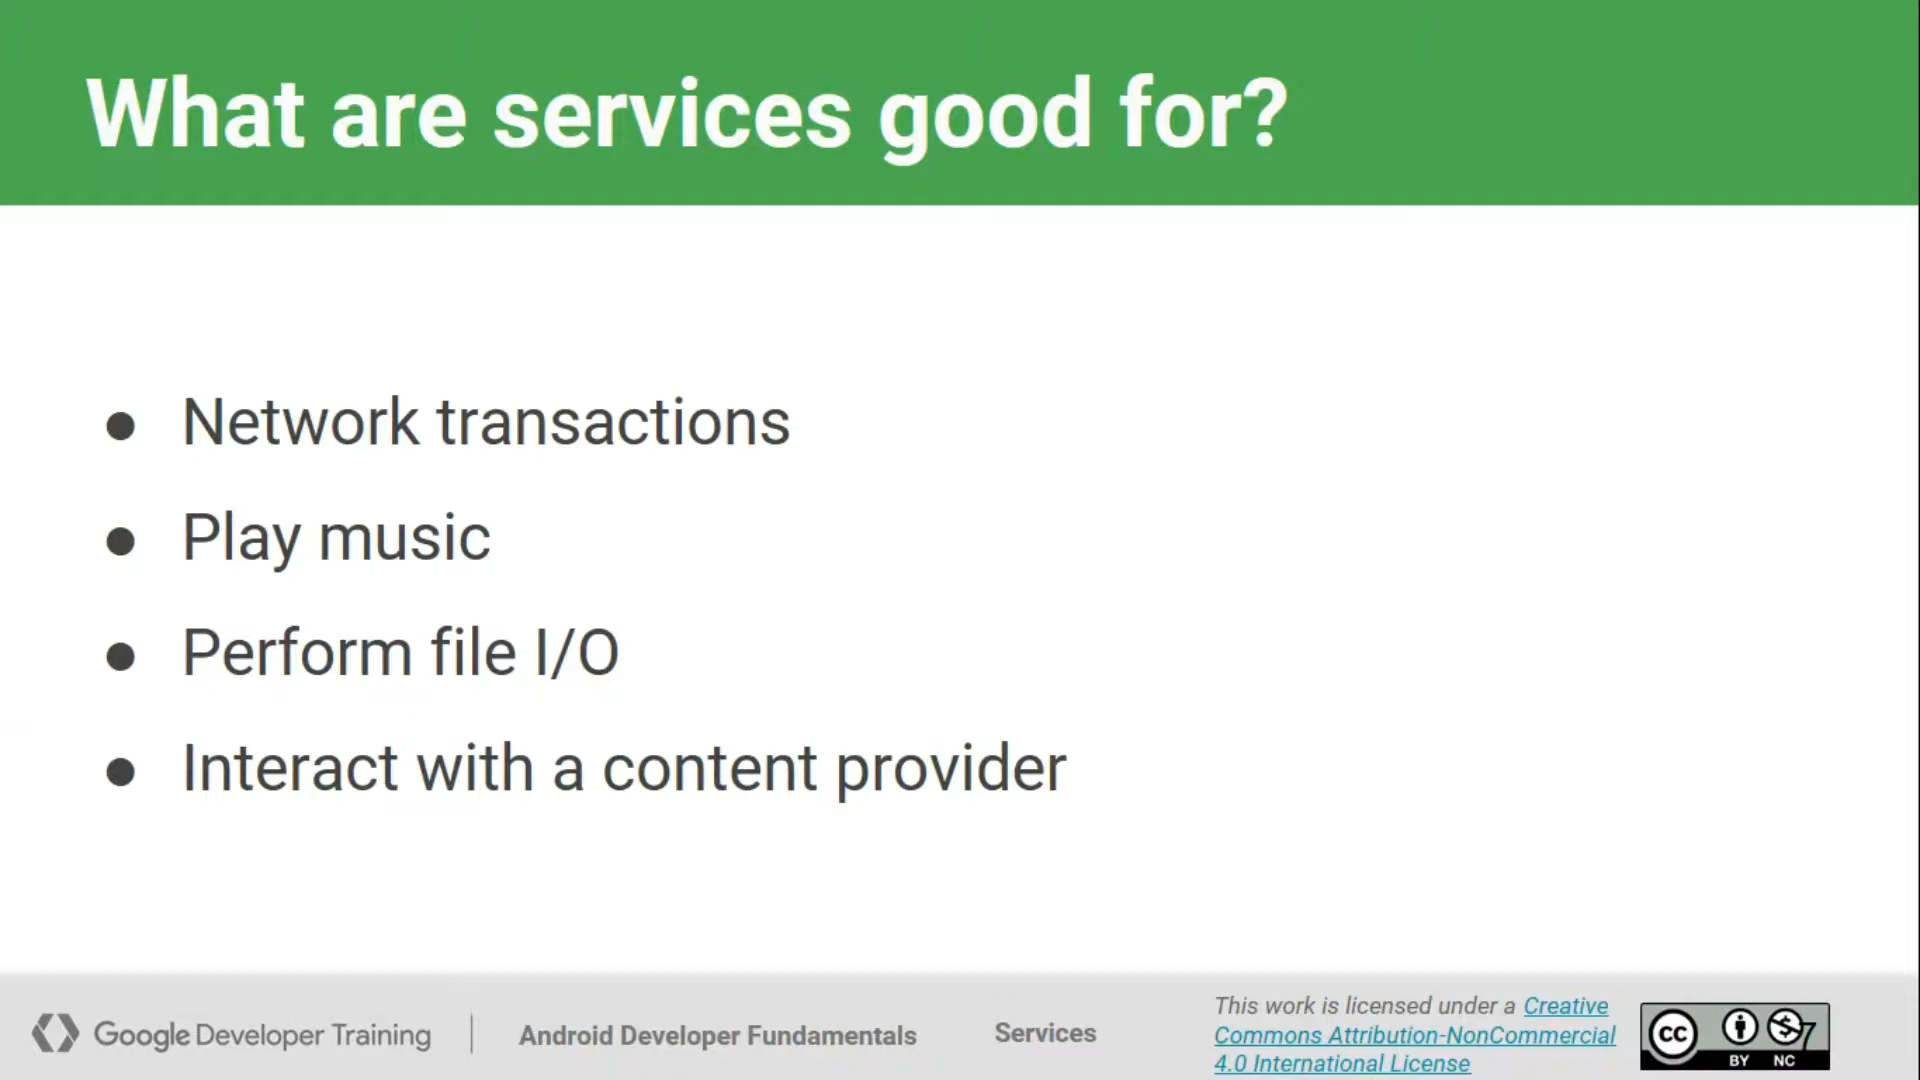 What are services good for?
● Network transactions
● Play music
● Perform file I/O
● Interact with a content provider
Google Developer Training
Android Developer Fundamentals
Services
This work is licensed under a Creative
Commons Attribution-NonCommercial
4.0 International License
cc
7
BY NC